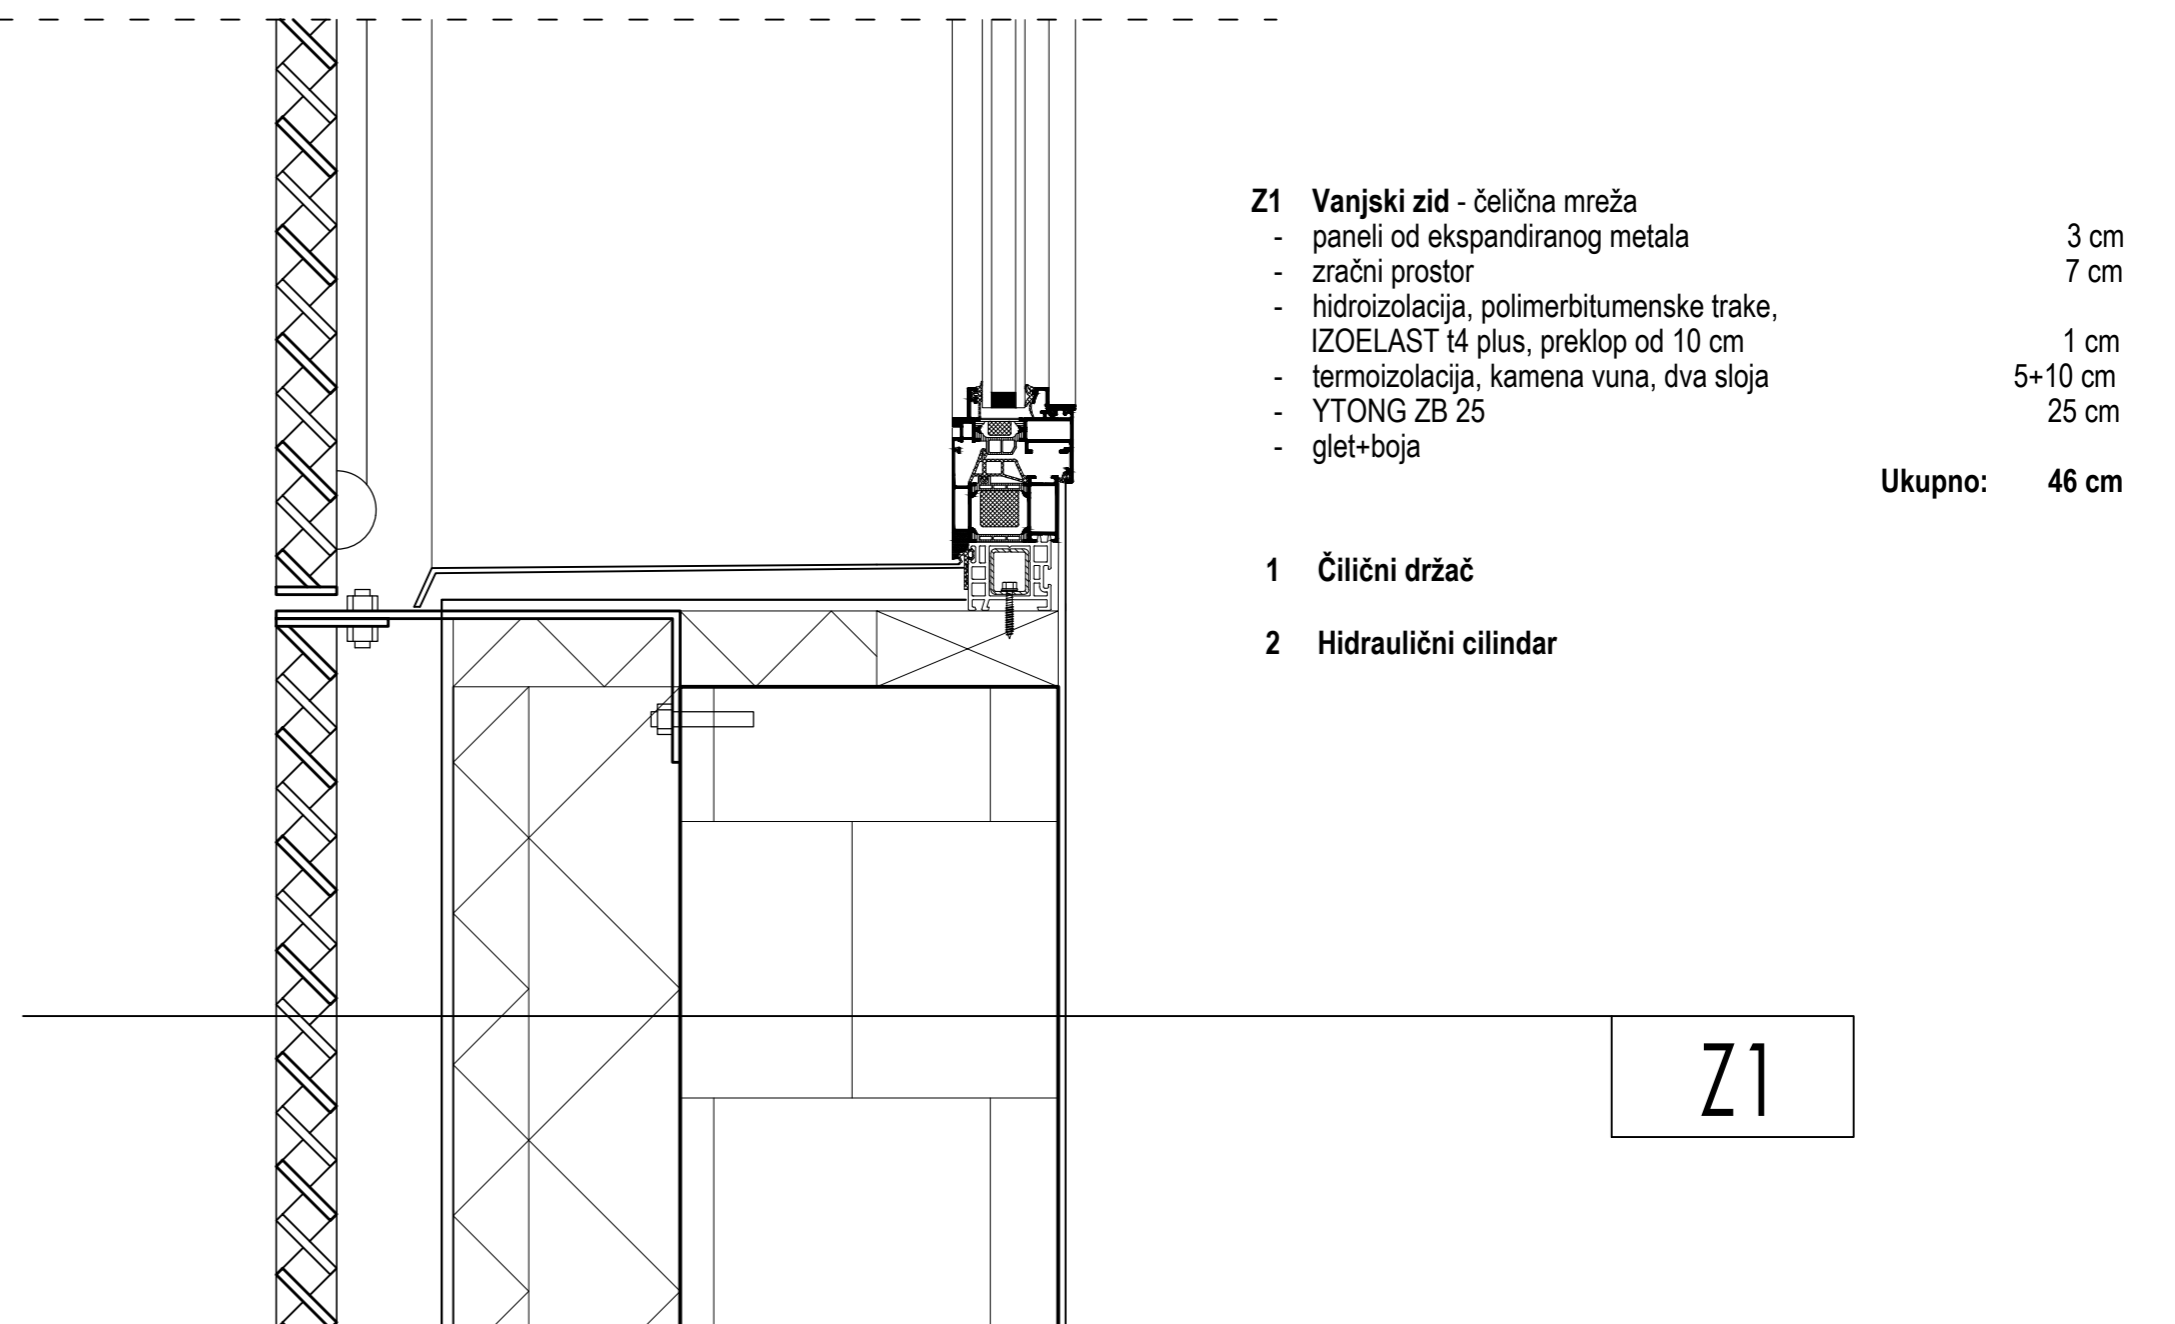 Z1 Vanjski zid - čelična mreža
- paneli od ekspandiranog metala 3 cm
- zračni prostor 7 cm
- hidroizolacija, polimerbitumenske trake,
IZOELAST t4 plus, preklop od 10 cm 1 cm
- termoizolacija, kamena vuna, dva sloja 5+10 cm
- YTONG ZB 25 25 cm
- glet+boja
Ukupno: 46 cm
1 Čilični držač
2 Hidraulični cilindar
Z1